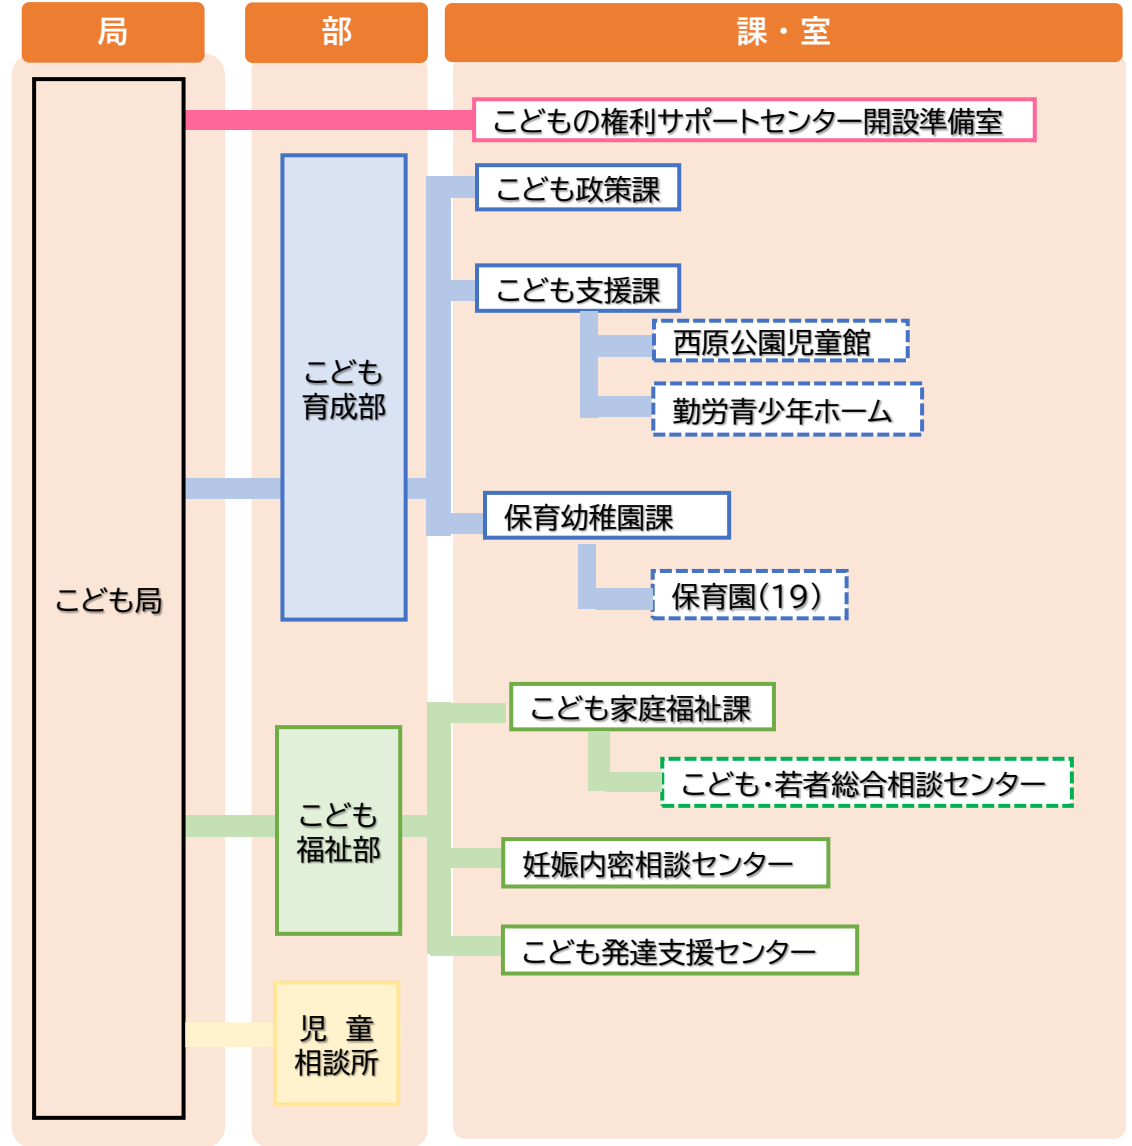 局
部
課・室
こども局
こどもの権利サポートセンター開設準備室
こども
育成部
こども政策課
こども支援課
西原公園児童館
勤労青少年ホーム
保育幼稚園課
保育園(19)
こども
福祉部
こども家庭福祉課
こども・若者総合相談センター
妊娠内密相談センター
こども発達支援センター
児　童
相談所